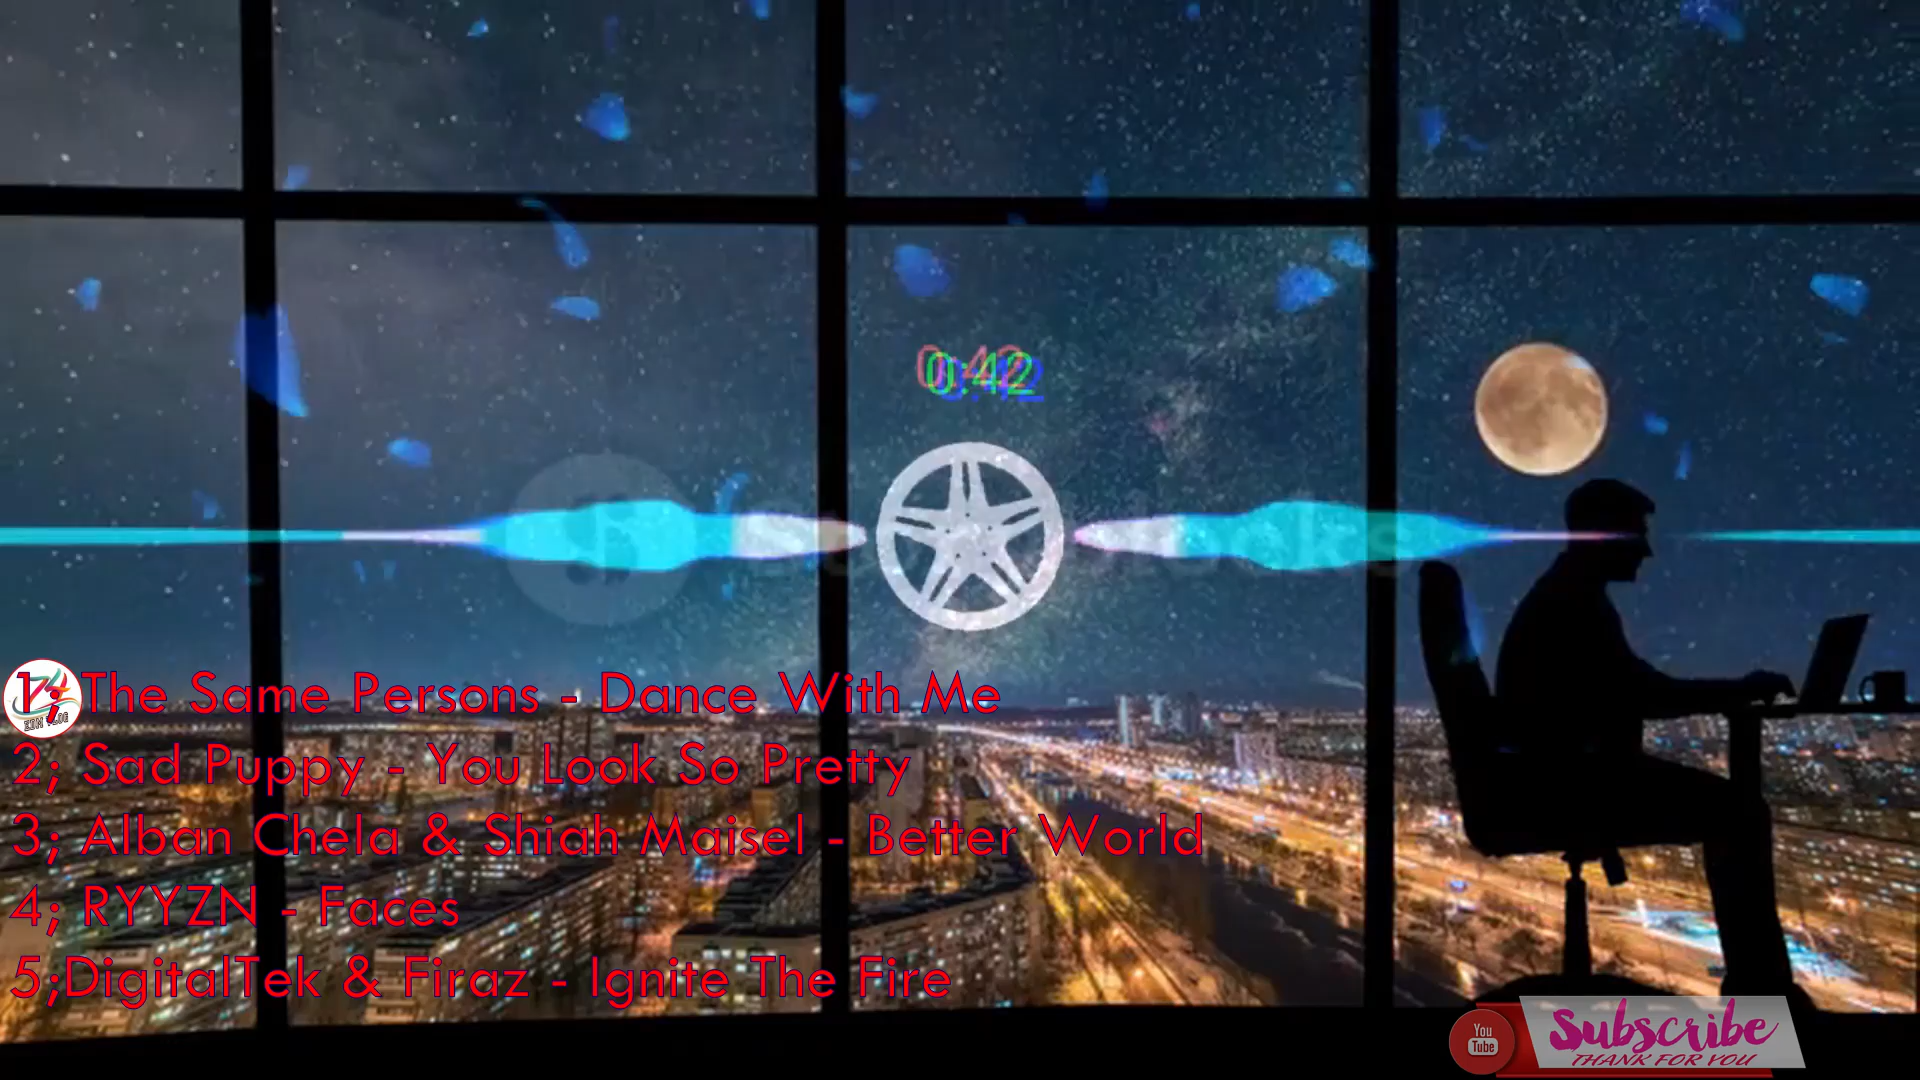 0:42
1; The Same Persons - Dance With Me
2; Sad Puppy - You Look So Pretty
3; Alban Chela & Shiah Maisel - Better World
4; RYYZN - Faces
5;DigitalTek & Firaz - Ignite The Fire
You
Tube
Subscribe
THANK FOR YOU